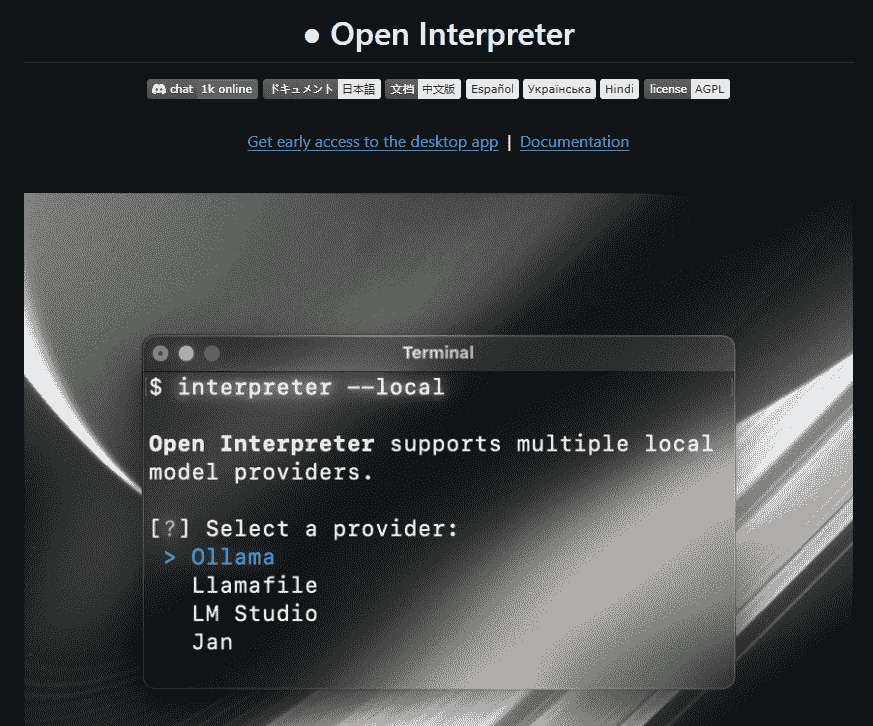 ● Open Interpreter
chat 1k online ドキュメント 日本語 文档 中文版 Español Українська Hindi license AGPL
Get early access to the desktop app | Documentation
Terminal
$ interpreter --local
Open Interpreter supports multiple local
model providers.
[?] Select a provider:
> Ollama
Llamafile
LM Studio
Jan